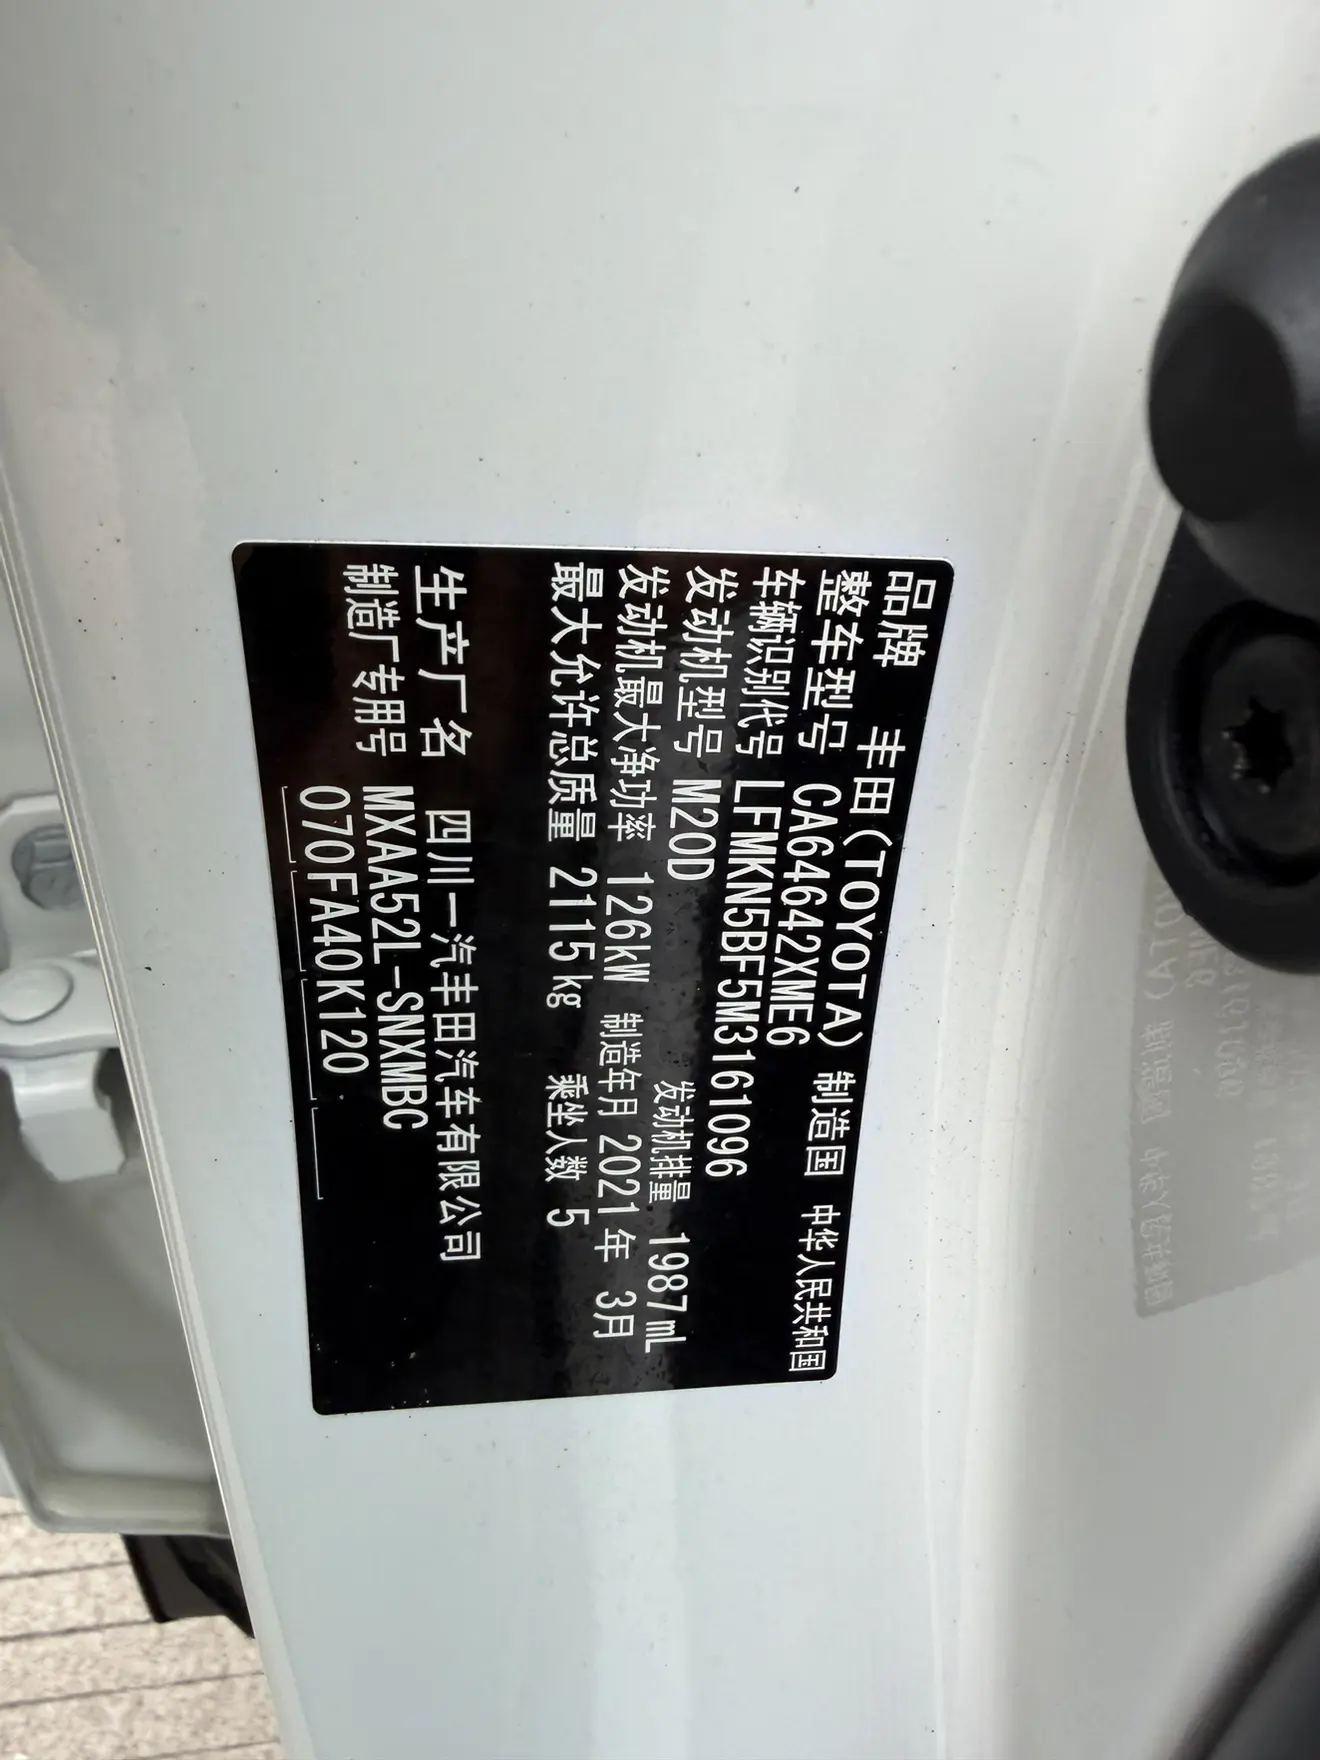 品牌 丰田(TOYOTA) 制造国 中华人民共和国
整车型号 CA64642XME6
车辆识别代号 LFMKN5BF5M3161096
发动机型号 M20D 发动机排量 1987mL
发动机最大净功率 126kW 制造年月 2021年 3月
最大允许总质量 2115kg 乘坐人数 5
生产厂名 四川一汽丰田汽车有限公司
制造厂专用号 MXAA52L-SNXMBC
070FA40K120